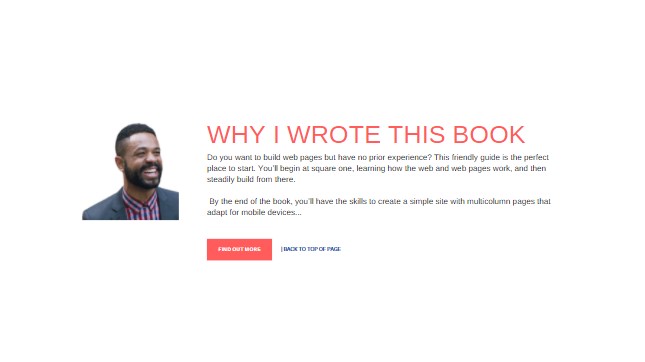 WHY I WROTE THIS BOOK
Do you want to build web pages but have no prior experience? This friendly guide is the perfect
place to start. You'll begin at square one, learning how the web and web pages work, and then
steadily build from there.
By the end of the book, you'll have the skills to create a simple site with multicolumn pages that
adapt for mobile devices...
FIND OUT MORE | BACK TO TOP OF PAGE